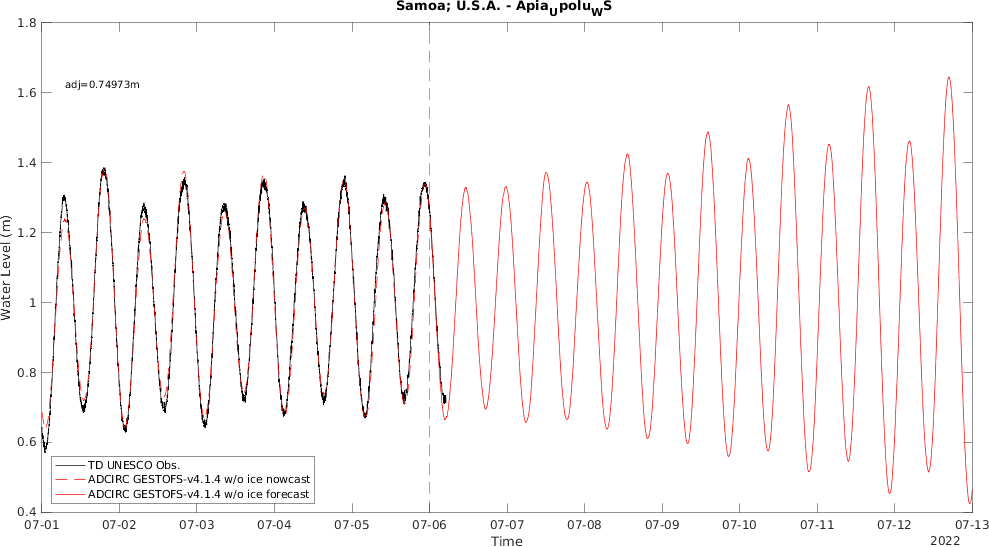 Samoa; U.S.A. - Apia_Upolu_WS
1.8
1.6
1.4
1.2
1
0.8
0.6
0.4
Water Level (m)
adj=0.74973m
TD UNESCO Obs.
ADCIRC GESTOFS-v4.1.4 w/o ice nowcast
ADCIRC GESTOFS-v4.1.4 w/o ice forecast
07-01 07-02 07-03 07-04 07-05 07-06 07-07 07-08 07-09 07-10 07-11 07-12 07-13
Time
2022